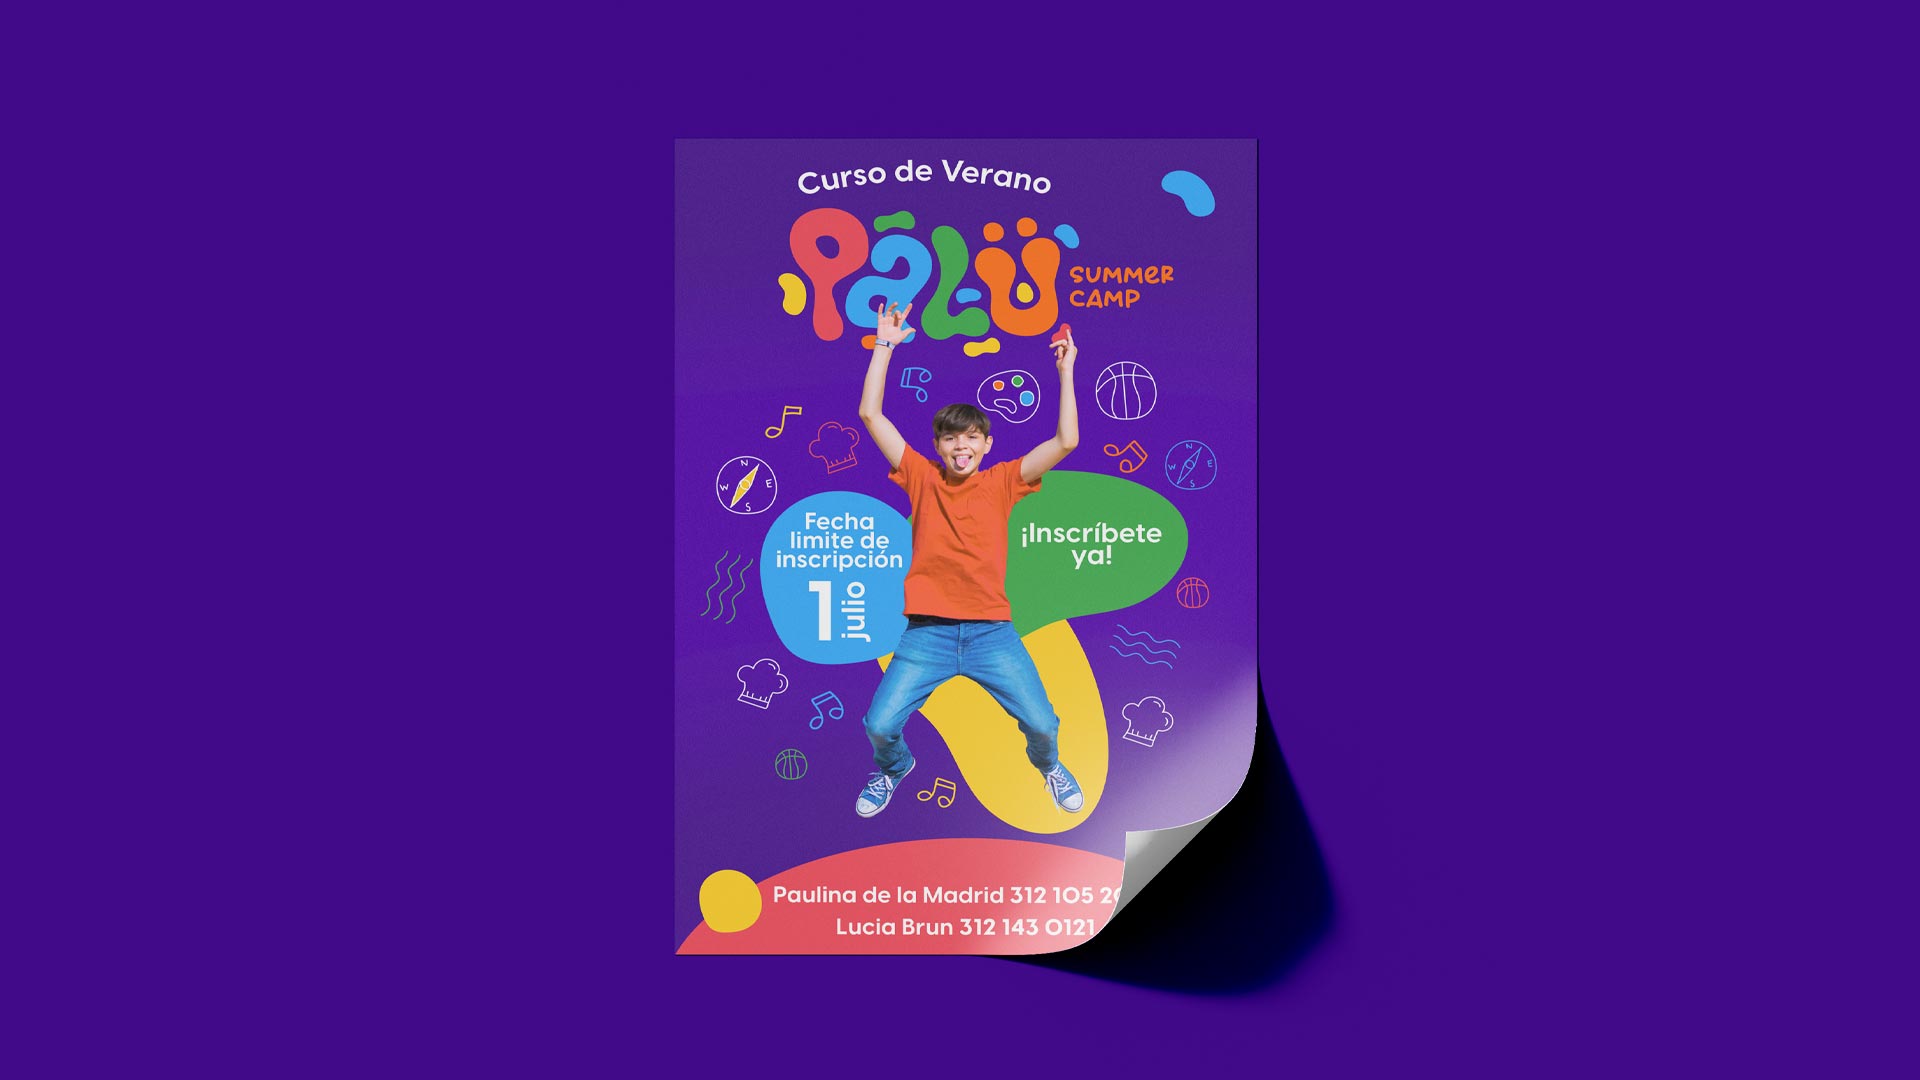 Curso de Verano
PaLÜ
SUMMER
CAMP
N
W E
S
N
W E
S
Fecha
limite de
inscripción
1
julio
¡Inscríbete
ya!
Paulina de la Madrid 312 105
Lucia Brun 312 143 0121